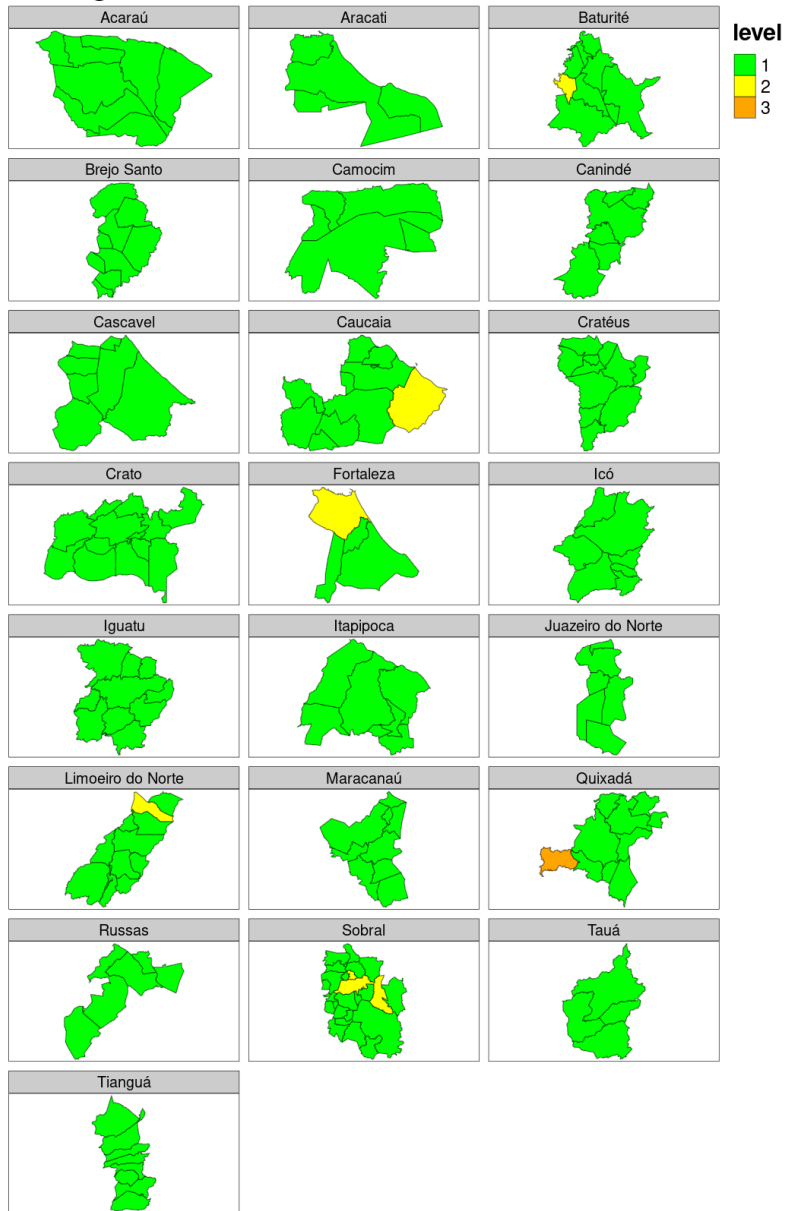 Acaraú
Aracati
Baturité
level
1
2
3
Brejo Santo
Camocim
Canindé
Cascavel
Caucaia
Cratéus
Crato
Fortaleza
Icó
Iguatu
Itapipoca
Juazeiro do Norte
Limoeiro do Norte
Maracanaú
Quixadá
Russas
Sobral
Tauá
Tianguá